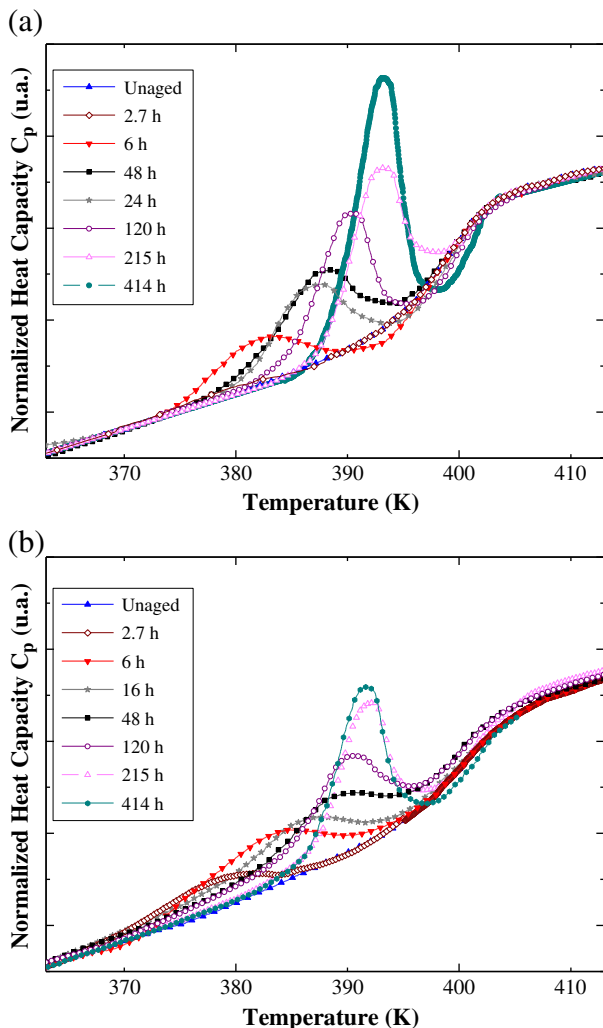 (a)
Normalized Heat Capacity Cp (u.a.)
Unaged
2.7 h
6 h
48 h
24 h
120 h
215 h
414 h
370 380 390 400 410
Temperature (K)
(b)
Normalized Heat Capacity Cp (u.a.)
Unaged
2.7 h
6 h
16 h
48 h
120 h
215 h
414 h
370 380 390 400 410
Temperature (K)